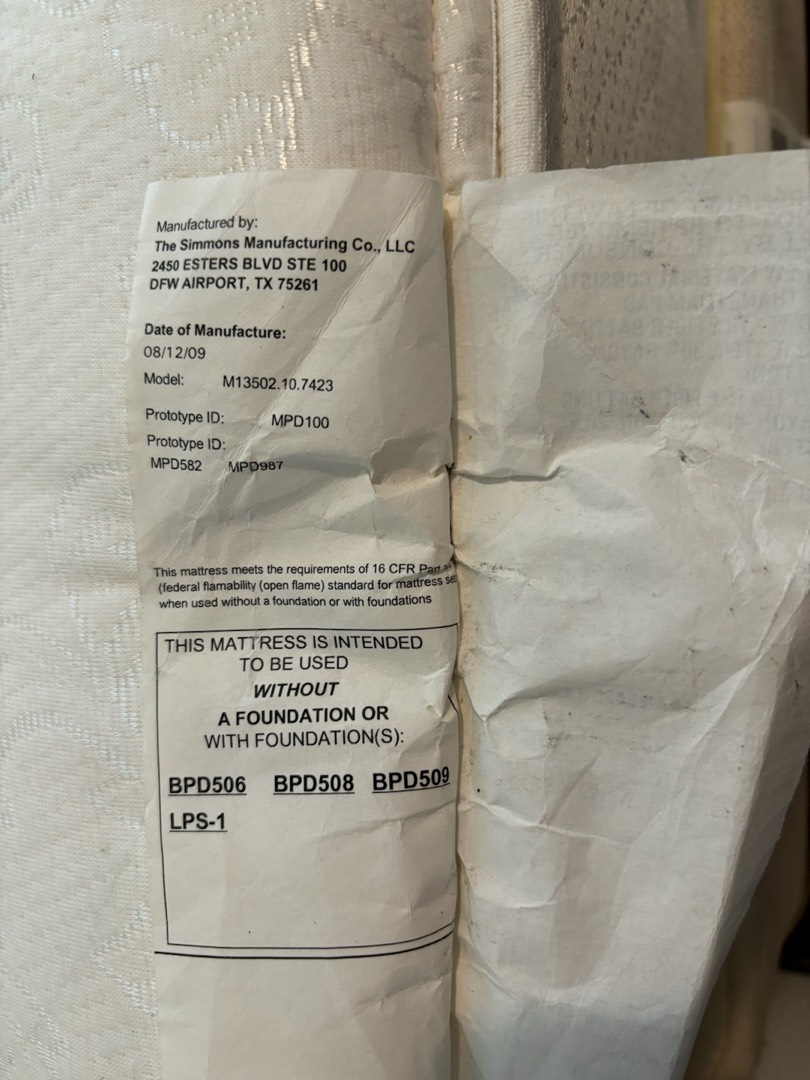 Manufactured by:
The Simmons Manufacturing Co., LLC
2450 ESTERS BLVD STE 100
DFW AIRPORT, TX 75261
Date of Manufacture:
08/12/09
Model: M13502.10.7423
Prototype ID: MPD100
Prototype ID:
MPD582 MPD987
This mattress meets the requirements of 16 CFR Part
(federal flamability (open flame) standard for mattress
when used without a foundation or with foundations
THIS MATTRESS IS INTENDED
TO BE USED
WITHOUT
A FOUNDATION OR
WITH FOUNDATION(S):
BPD506 BPD508 BPD509
LPS-1